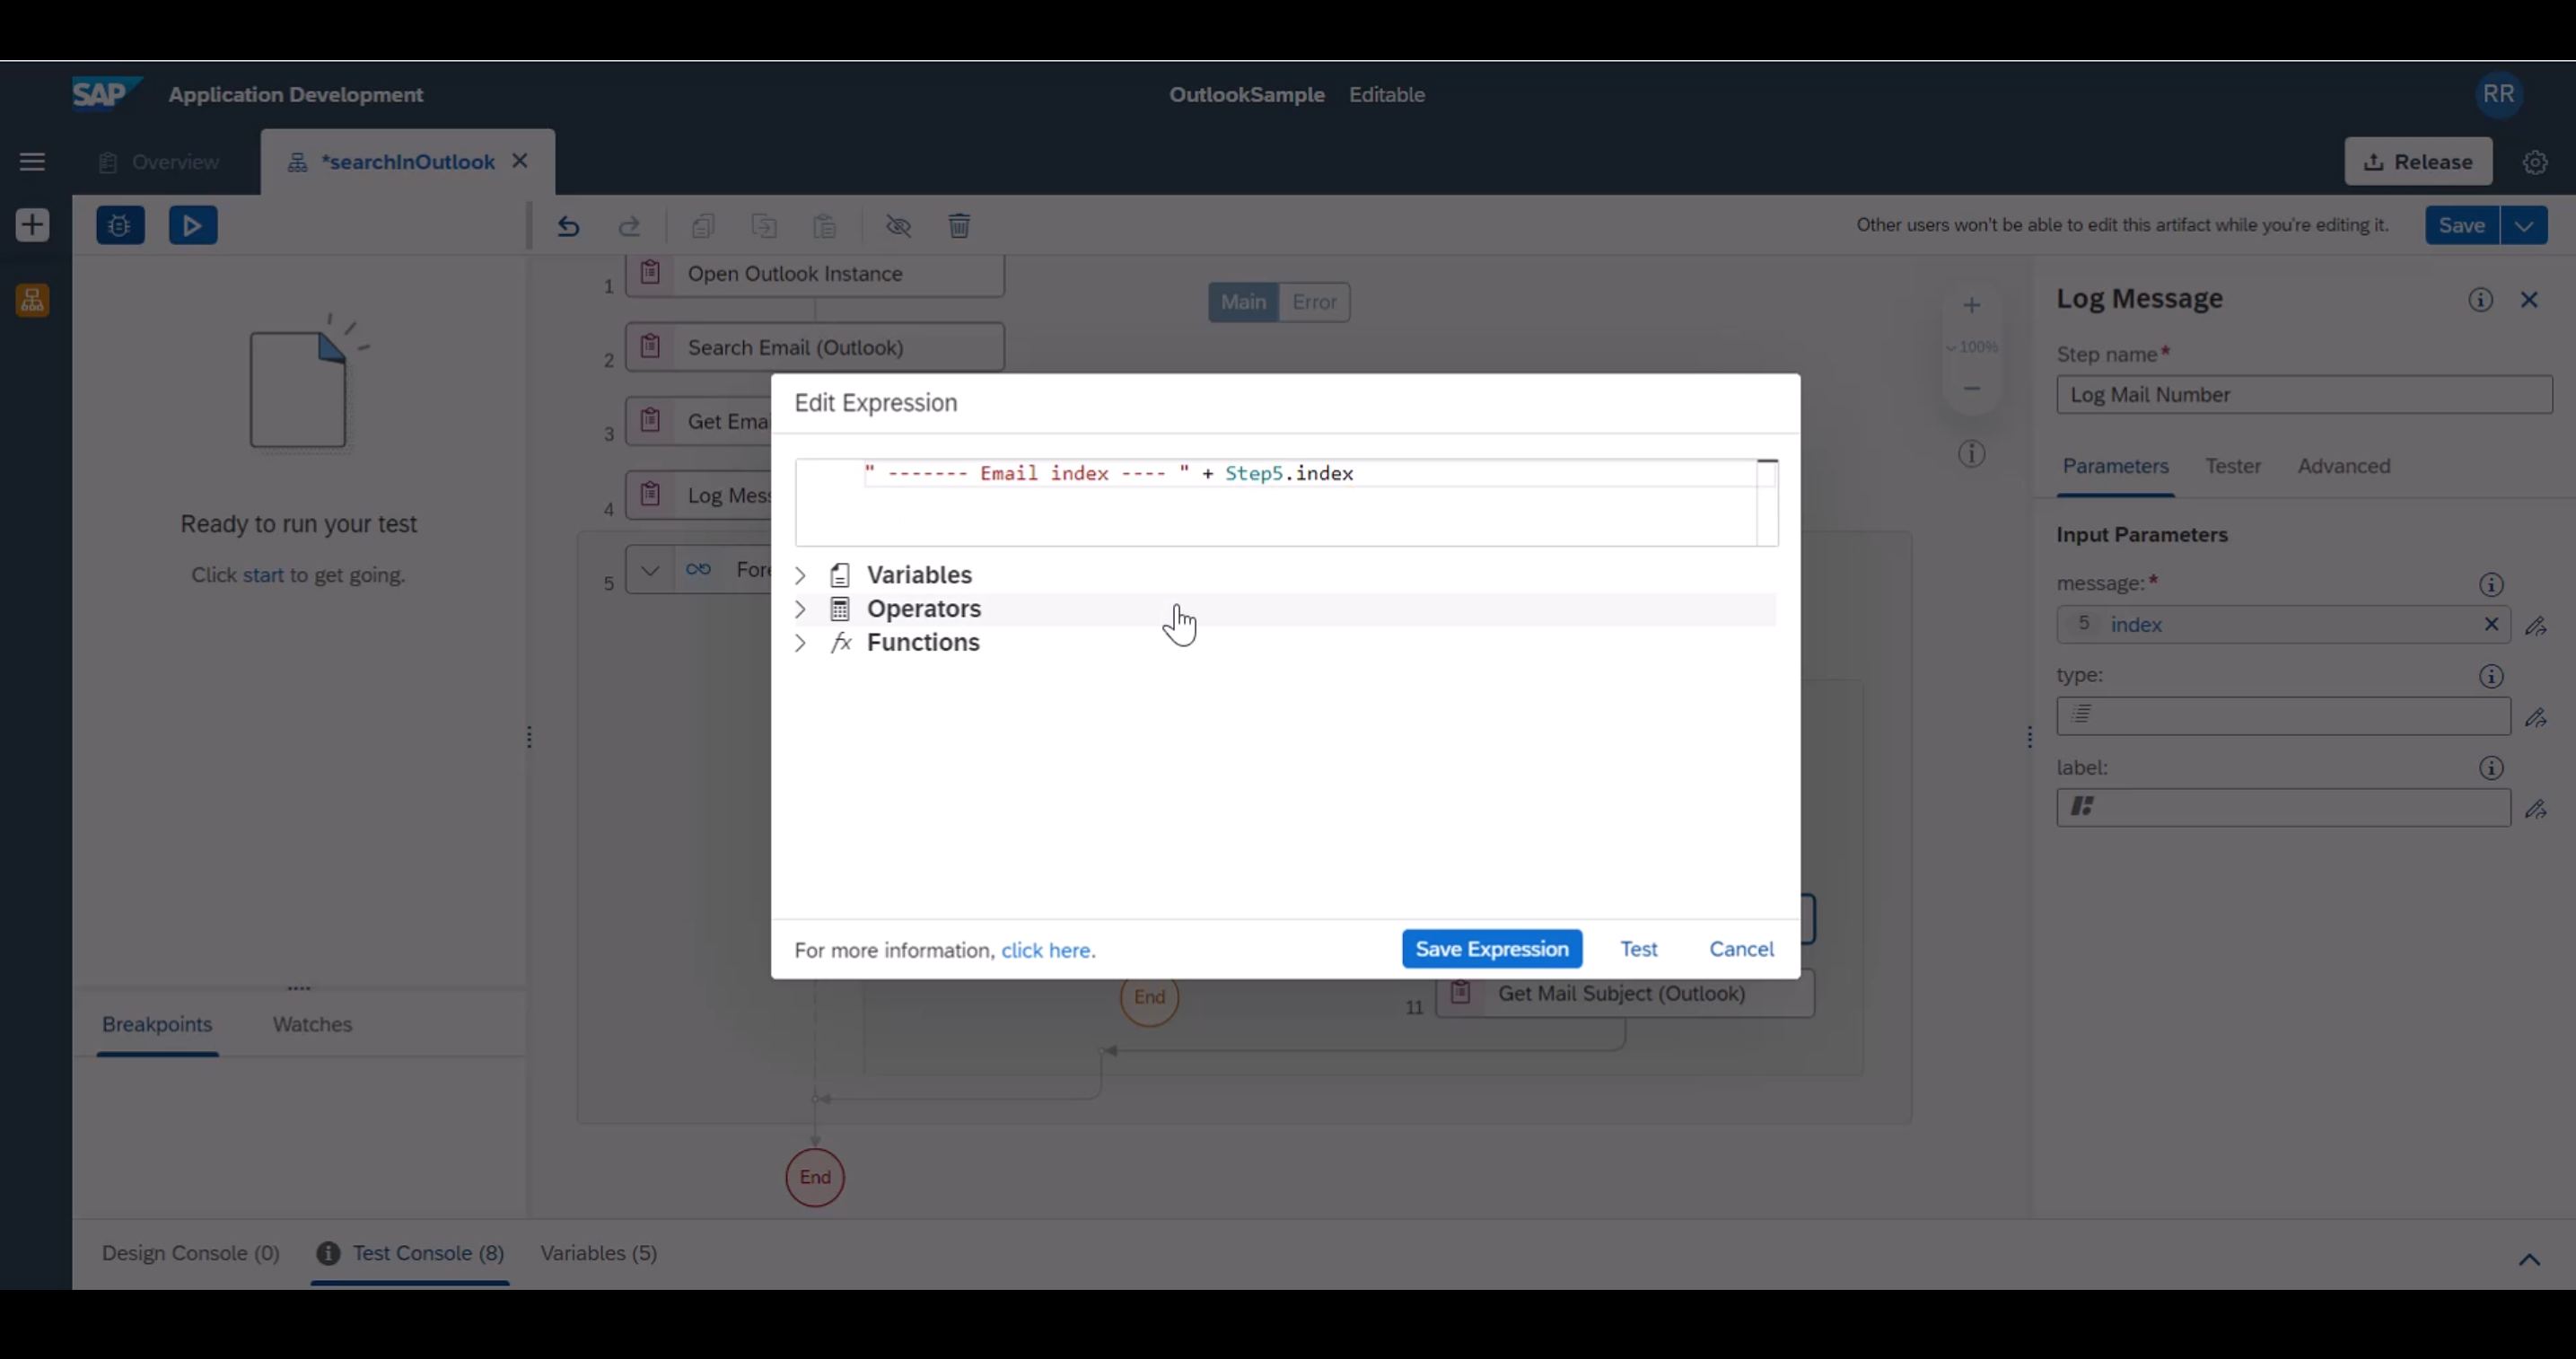 SAP Application Development
OutlookSample Editable
RR
Overview
*searchInOutlook
Release
Other users won't be able to edit this artifact while you're editing it.
Save
Ready to run your test
Click start to get going.
Breakpoints
Watches
1 Open Outlook Instance
2 Search Email (Outlook)
3 Get Emai
4 Log Mess
5 Fore
Main Error
100%
Edit Expression
" ------- Email index ---- " + Step5.index
Variables
Operators
fx Functions
For more information, click here.
Save Expression
Test
Cancel
End
11 Get Mail Subject (Outlook)
End
Log Message
Step name*
Log Mail Number
Parameters
Tester
Advanced
Input Parameters
message:*
5 index
type:
label:
Design Console (0)
Test Console (8)
Variables (5)